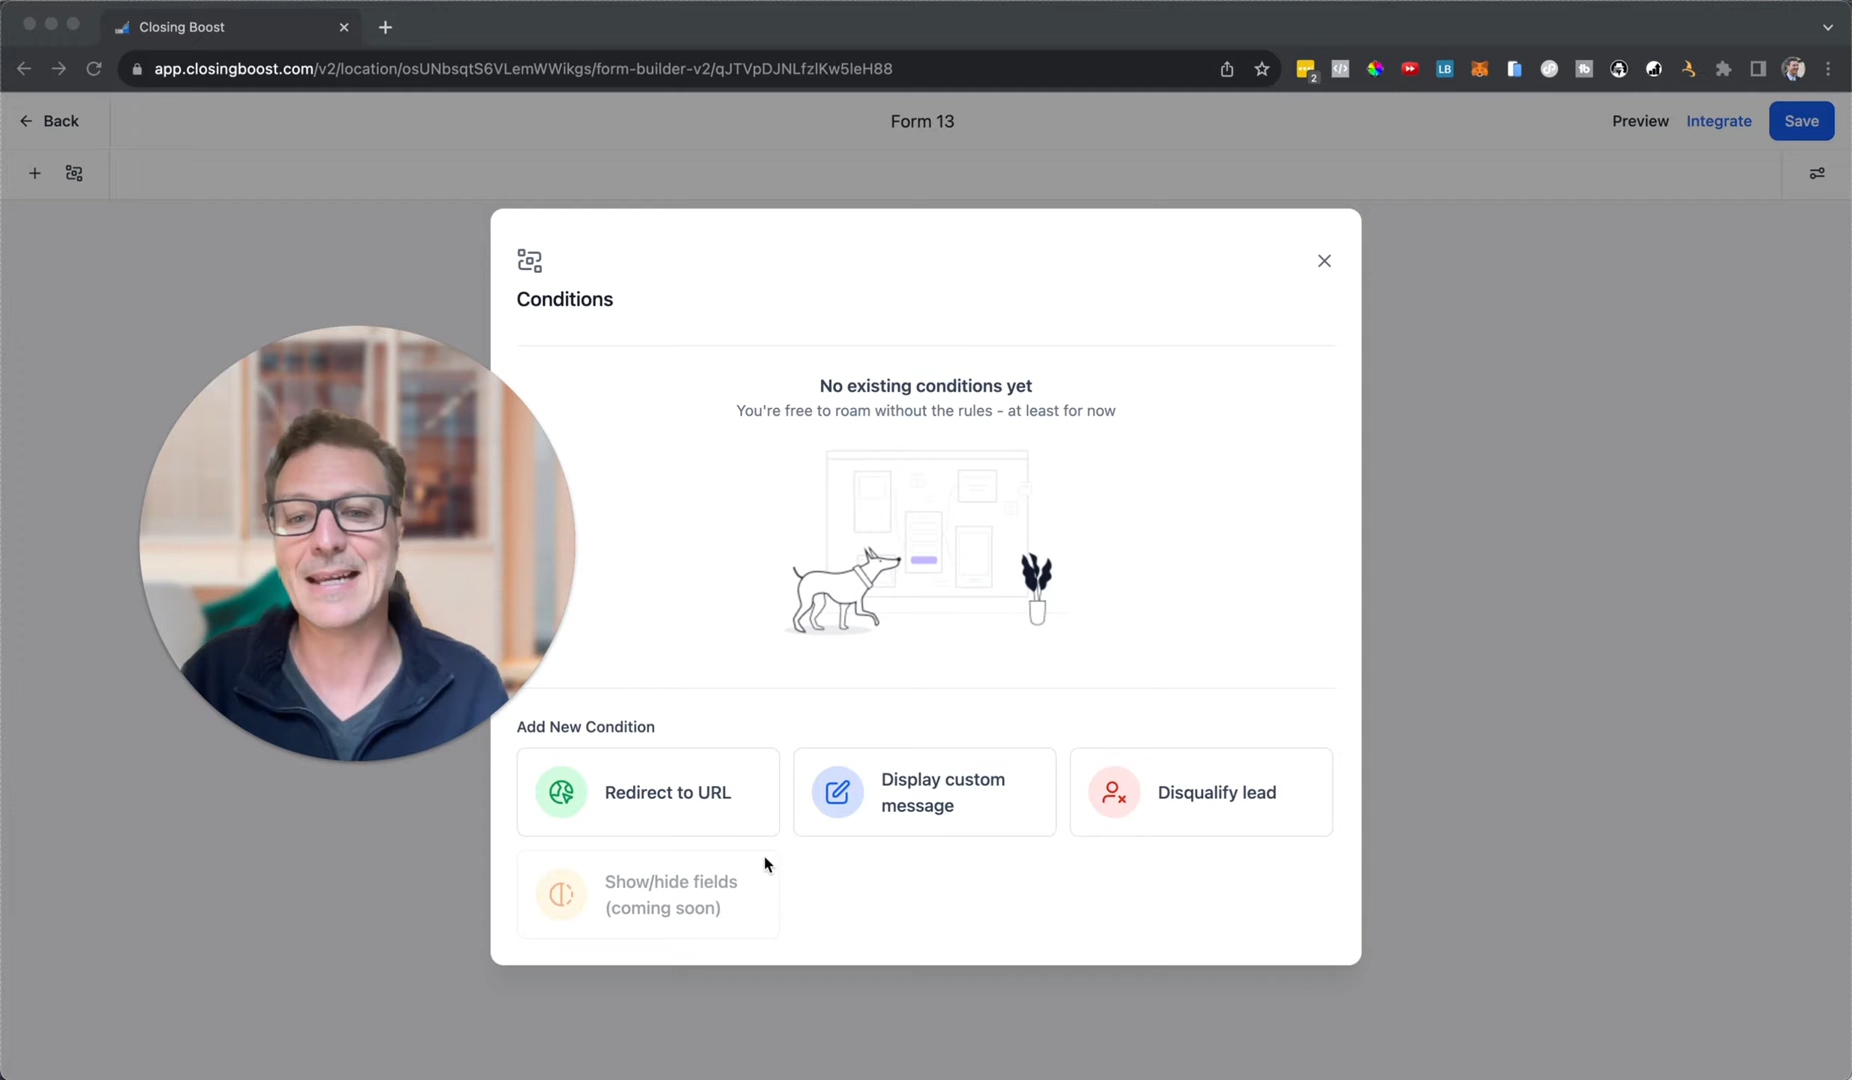 Closing Boost
app.closingboost.com/v2/location/osUNbsqtS6VLemWWikgs/form-builder-v2/qJTVpDJNLfzlKw5leH88
2
LB
Back
Form 13
Preview
Integrate
Save
Conditions
No existing conditions yet
You're free to roam without the rules - at least for now
Add New Condition
Redirect to URL
Display custom
message
Disqualify lead
Show/hide fields
(coming soon)